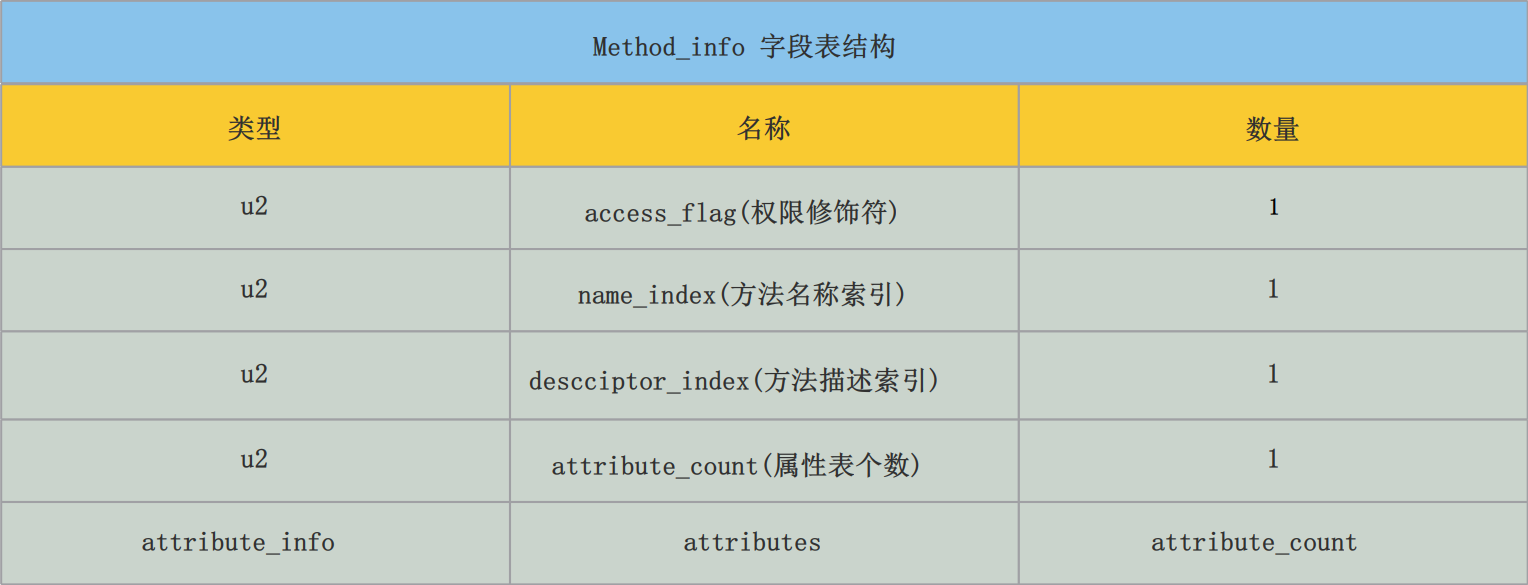 Method_info 字段表结构
类型 名称 数量
u2 access_flag(权限修饰符) 1
u2 name_index(方法名称索引) 1
u2 descciptor_index(方法描述索引) 1
u2 attribute_count(属性表个数) 1
attribute_info attributes attribute_count